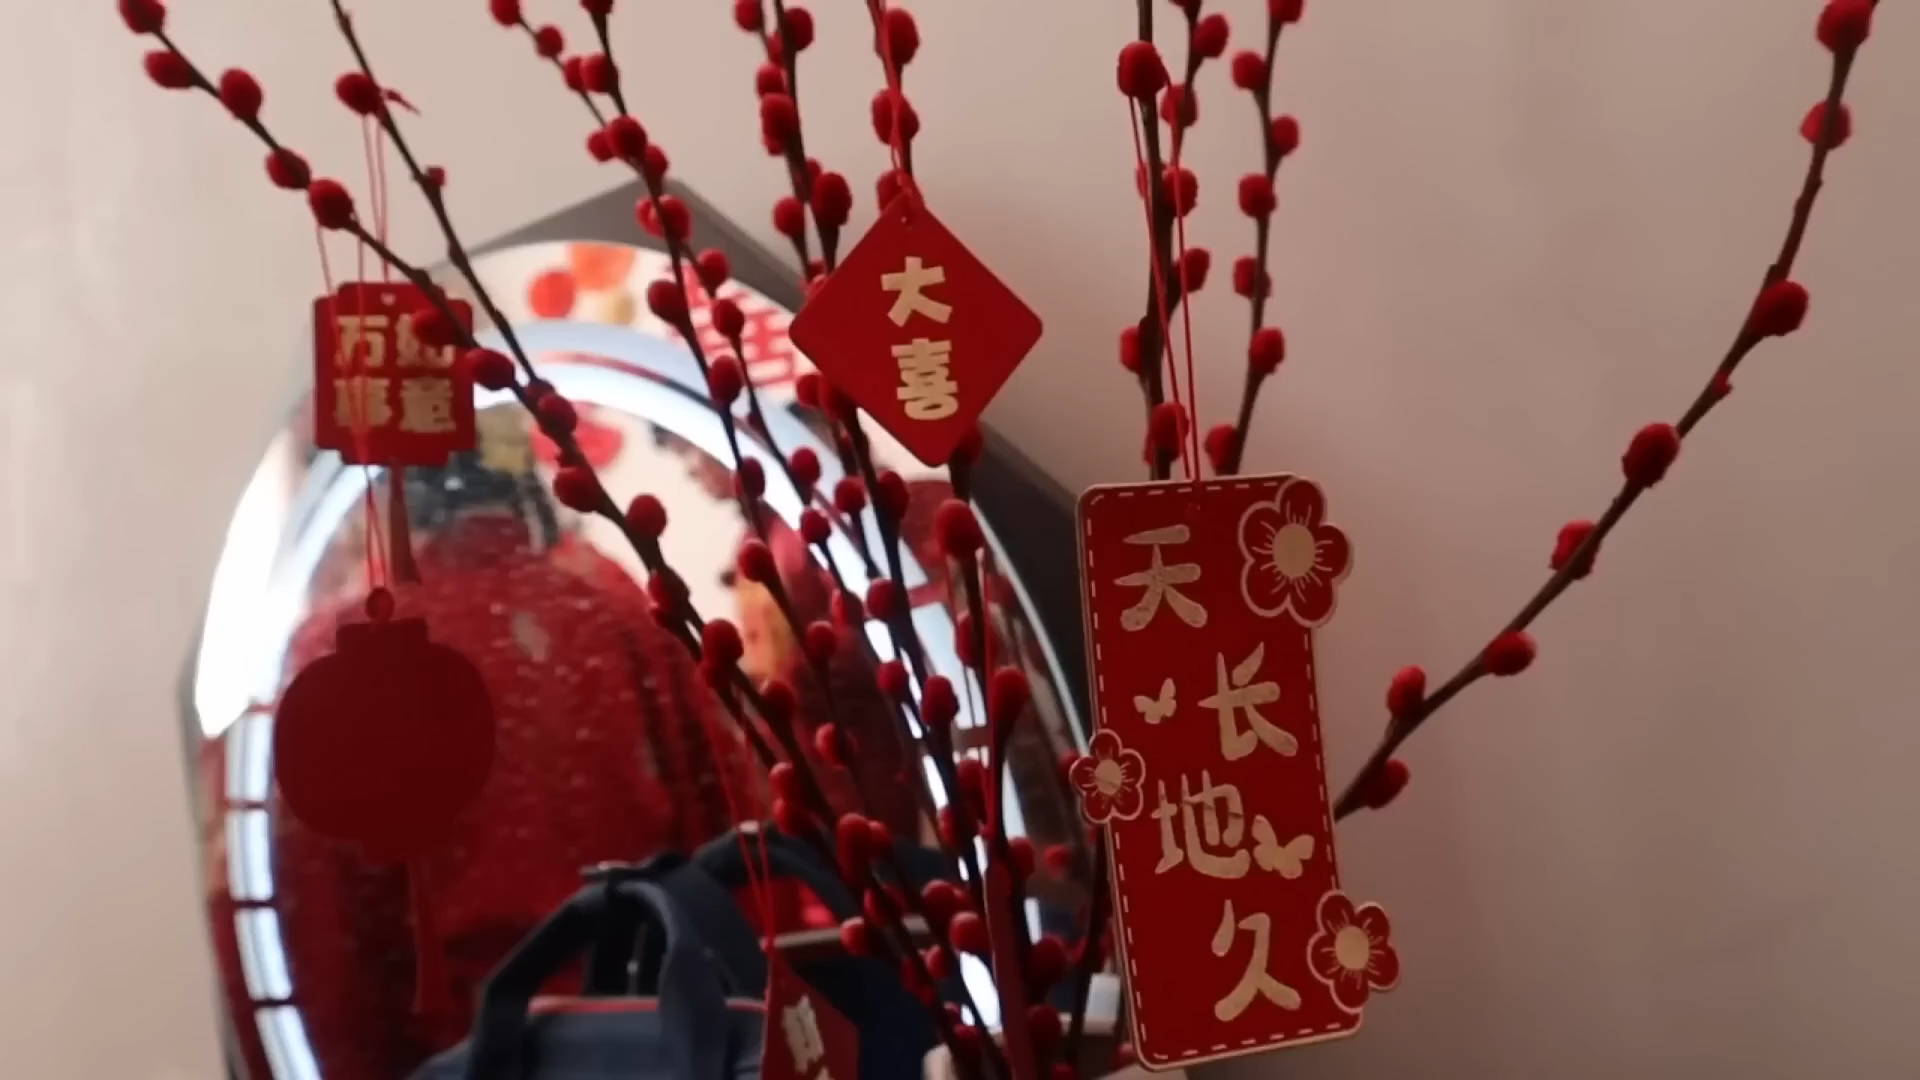 万如
事意
大
喜
天
长
地
久